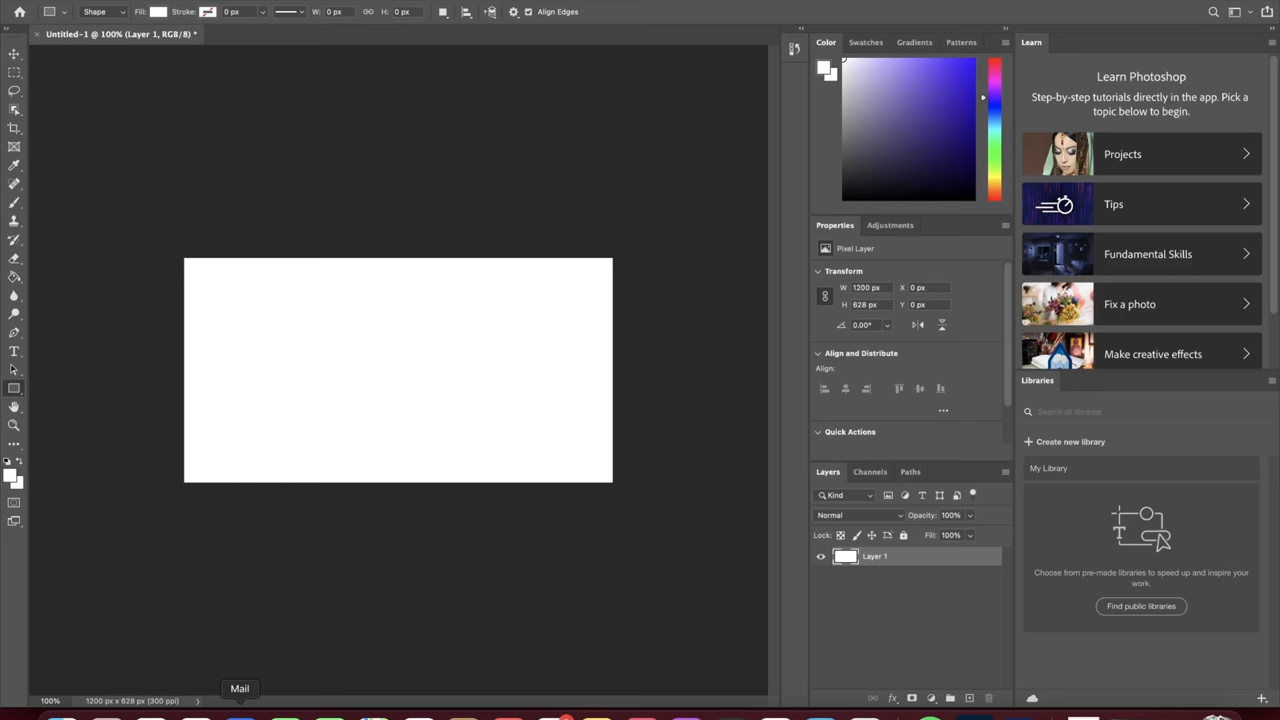 Shape Fill: Stroke: 0 px W: 0 px H: 0 px Align Edges
Untitled-1 @ 100% (Layer 1, RGB/8) *
Color Swatches Gradients Patterns
Learn
Learn Photoshop
Step-by-step tutorials directly in the app. Pick a
topic below to begin.
Projects
Tips
Fundamental Skills
Fix a photo
Make creative effects
Properties Adjustments
Pixel Layer
Transform
W 1200 px X 0 px
H 628 px Y 0 px
0.00°
Align and Distribute
Align:
Quick Actions
Libraries
Search all libraries
Create new library
My Library
Choose from pre-made libraries to speed up and inspire your
work.
Find public libraries
Layers Channels Paths
Kind
Normal Opacity: 100%
Lock: Fill: 100%
Layer 1
Mail
100% 1200 px x 628 px (300 ppi)